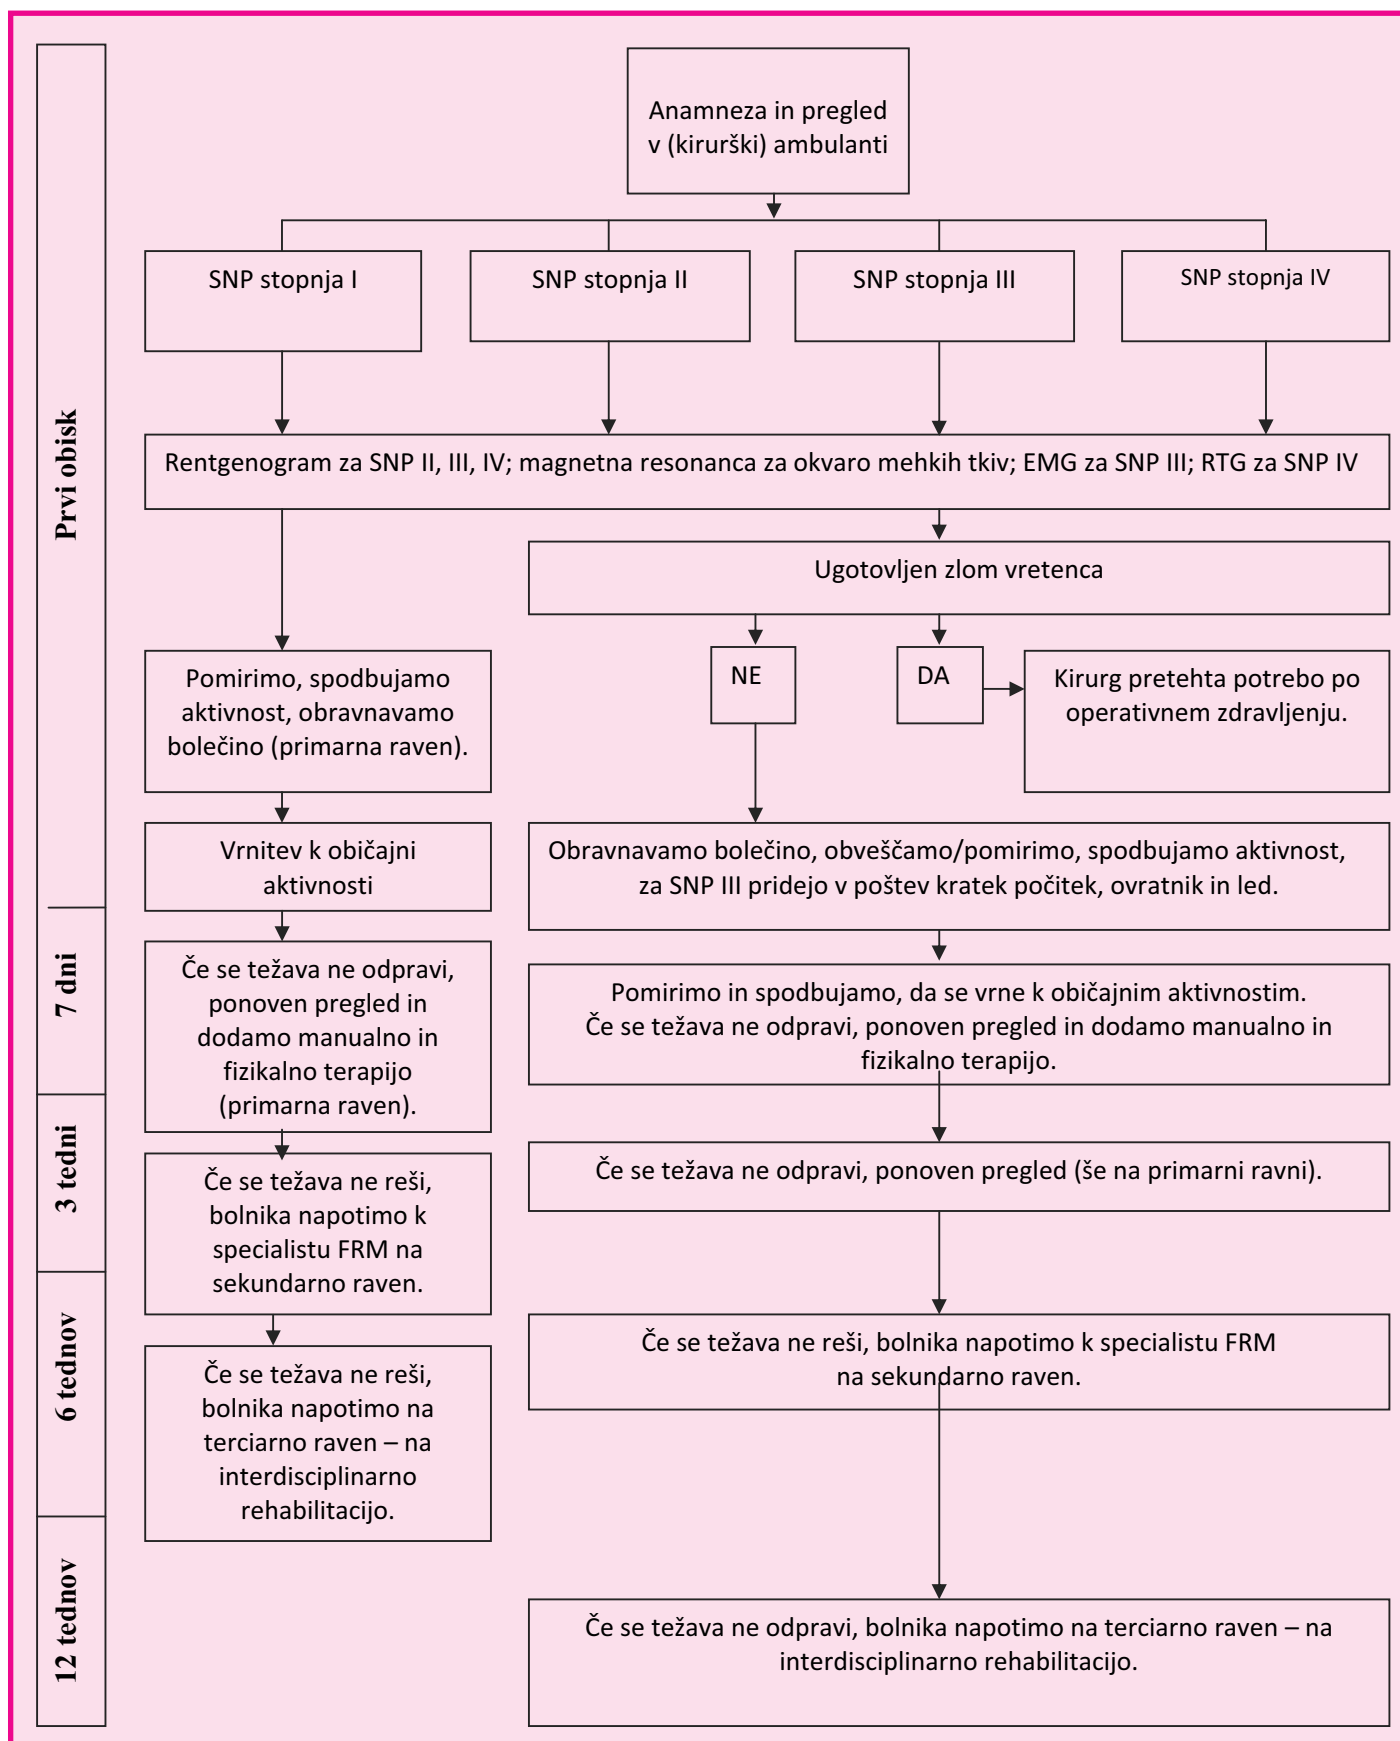 Anamneza in pregled
v (kirurški) ambulanti
SNP stopnja I
SNP stopnja II
SNP stopnja III
SNP stopnja IV
Prvi obisk
Rentgenogram za SNP II, III, IV; magnetna resonanca za okvaro mehkih tkiv; EMG za SNP III; RTG za SNP IV
Ugotovljen zlom vretenca
NE
DA
Pomirimo, spodbujamo
aktivnost, obravnavamo
bolečino (primarna raven).
Kirurg pretehta potrebo po
operativnem zdravljenju.
Vrnitev k običajni
aktivnosti
Obravnavamo bolečino, obveščamo/pomirimo, spodbujamo aktivnost,
za SNP III pridejo v poštev kratek počitek, ovratnik in led.
7 dni
Če se težava ne odpravi,
ponoven pregled in
dodamo manualno in
fizikalno terapijo
(primarna raven).
Pomirimo in spodbujamo, da se vrne k običajnim aktivnostim.
Če se težava ne odpravi, ponoven pregled in dodamo manualno in
fizikalno terapijo.
3 tedni
Če se težava ne reši,
bolnika napotimo k
specialistu FRM na
sekundarno raven.
Če se težava ne odpravi, ponoven pregled (še na primarni ravni).
6 tednov
Če se težava ne reši,
bolnika napotimo na
terciarno raven – na
interdisciplinarno
rehabilitacijo.
Če se težava ne reši, bolnika napotimo k specialistu FRM
na sekundarno raven.
12 tednov
Če se težava ne odpravi, bolnika napotimo na terciarno raven – na
interdisciplinarno rehabilitacijo.